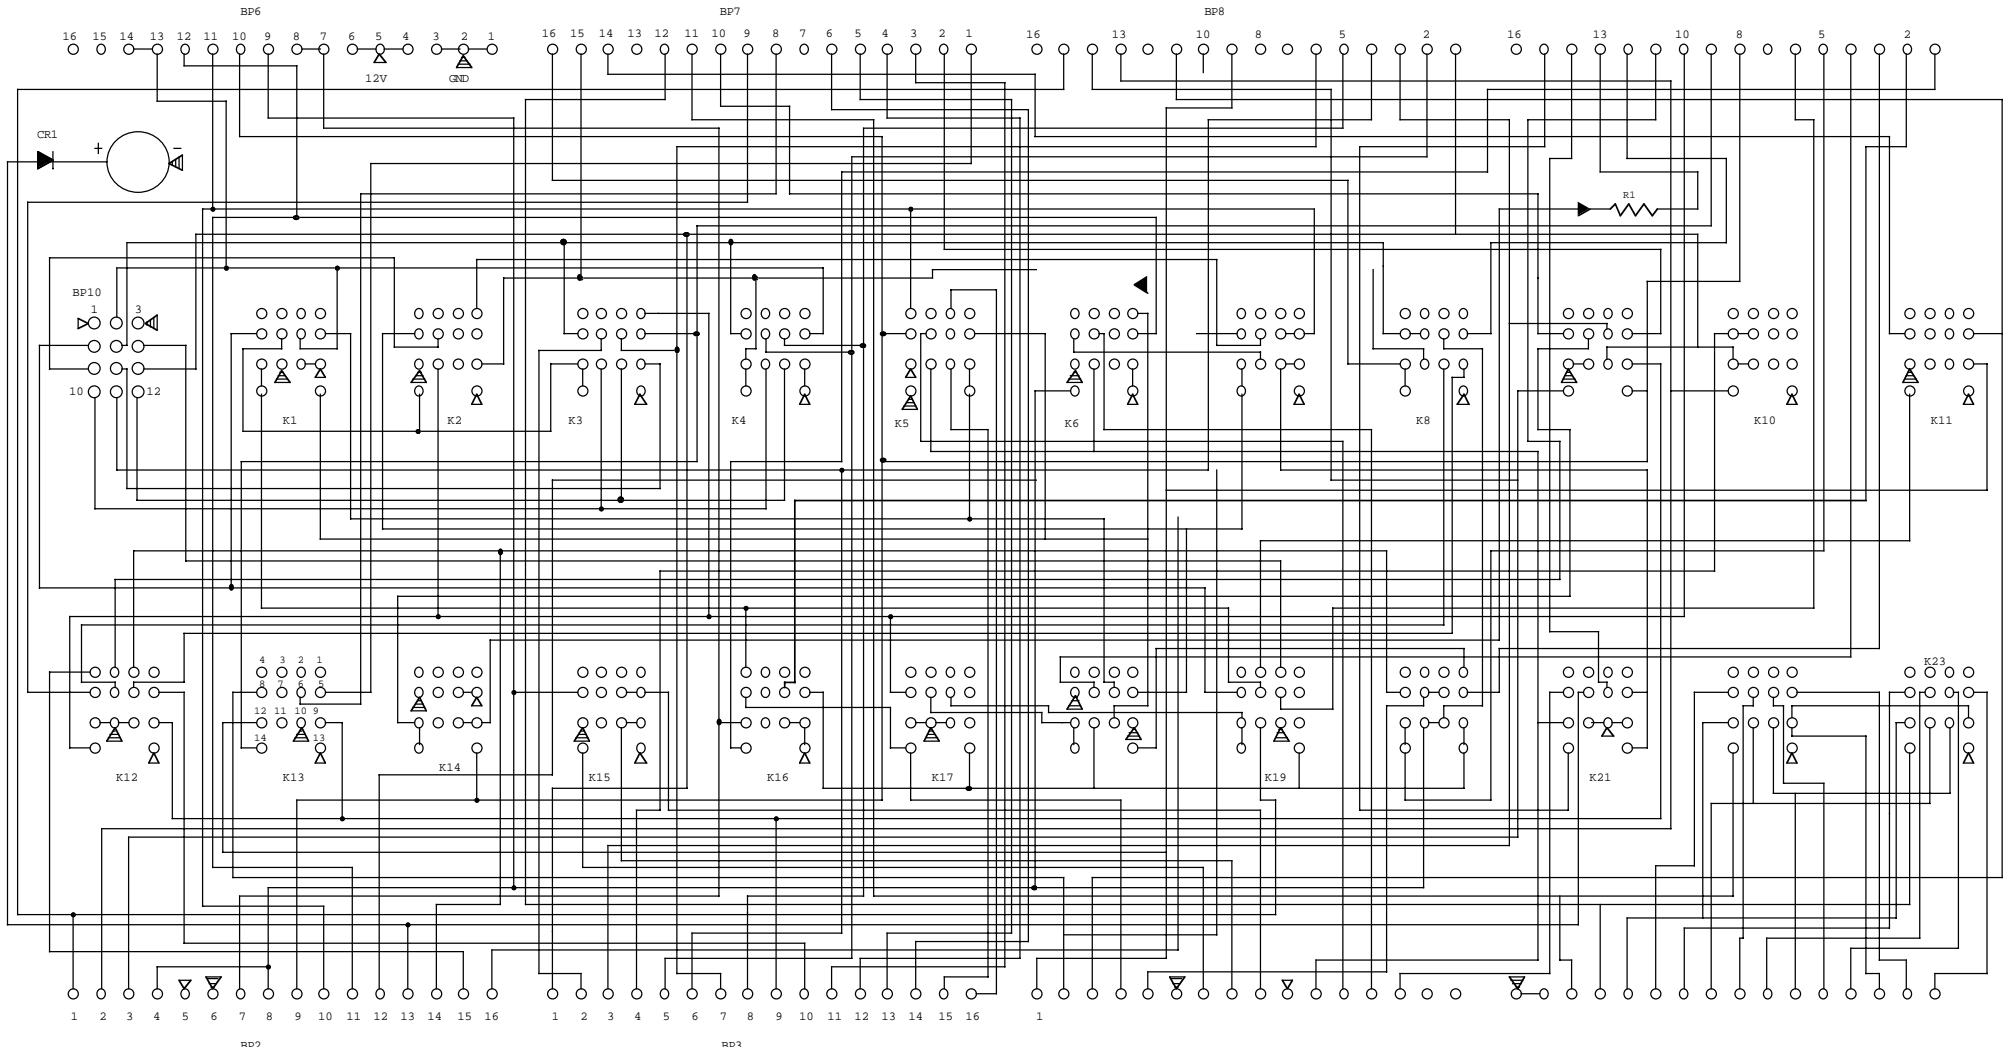 BP6 BP7 BP8
16 15 14 13 12 11 10 9 8 7 6 5 4 3 2 1 16 15 14 13 12 11 10 9 8 7 6 5 4 3 2 1 16 13 10 8 5 2 16 13 10 8 5 2
12V GND
CR1
+ −
R1
BP10
1 3
10 12
K1 K2 K3 K4 K5 K6 K8 K10 K11
K23
4 3 2 1
8 7 6 5
12 11 10 9
14 13
K12 K13 K14 K15 K16 K17 K19 K21
1 2 3 4 5 6 7 8 9 10 11 12 13 14 15 16 1 2 3 4 5 6 7 8 9 10 11 12 13 14 15 16 1
BP2 BP3